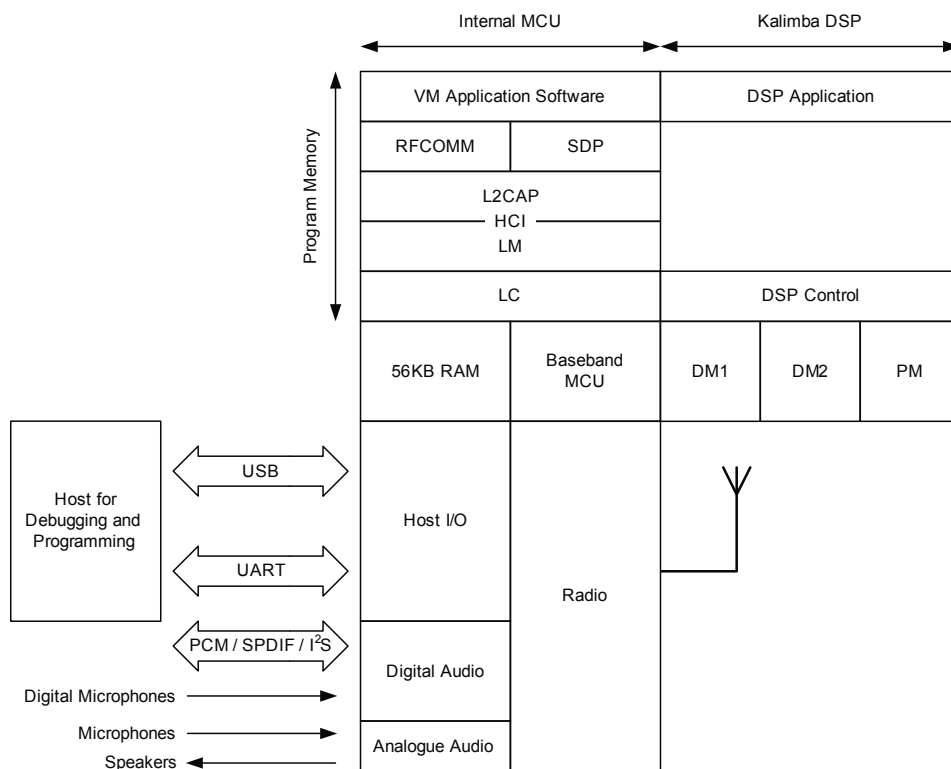 Internal MCU
Kalimba DSP
Program Memory
VM Application Software
DSP Application
RFCOMM
SDP
L2CAP
HCI
LM
LC
DSP Control
56KB RAM
Baseband
MCU
DM1
DM2
PM
Host for
Debugging and
Programming
USB
UART
Host I/O
Radio
PCM / SPDIF / I²S
Digital Audio
Digital Microphones
Microphones
Speakers
Analogue Audio